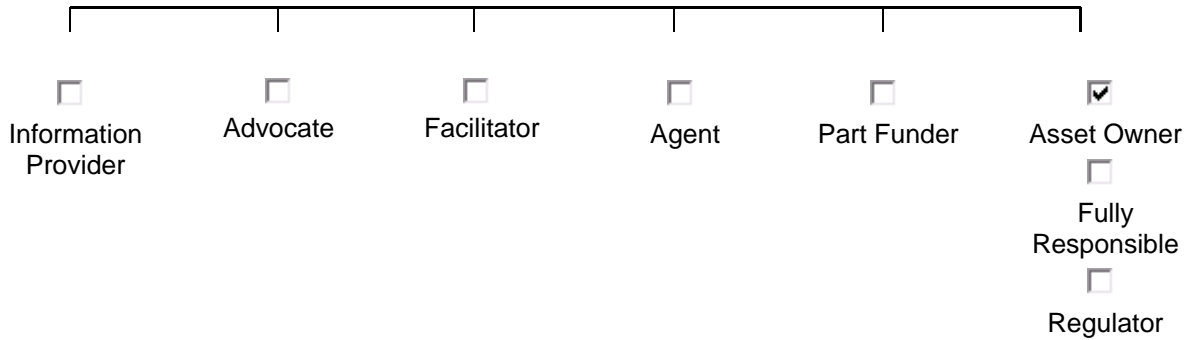 Information
Provider
Advocate
Facilitator
Agent
Part Funder
Asset Owner
Fully
Responsible
Regulator